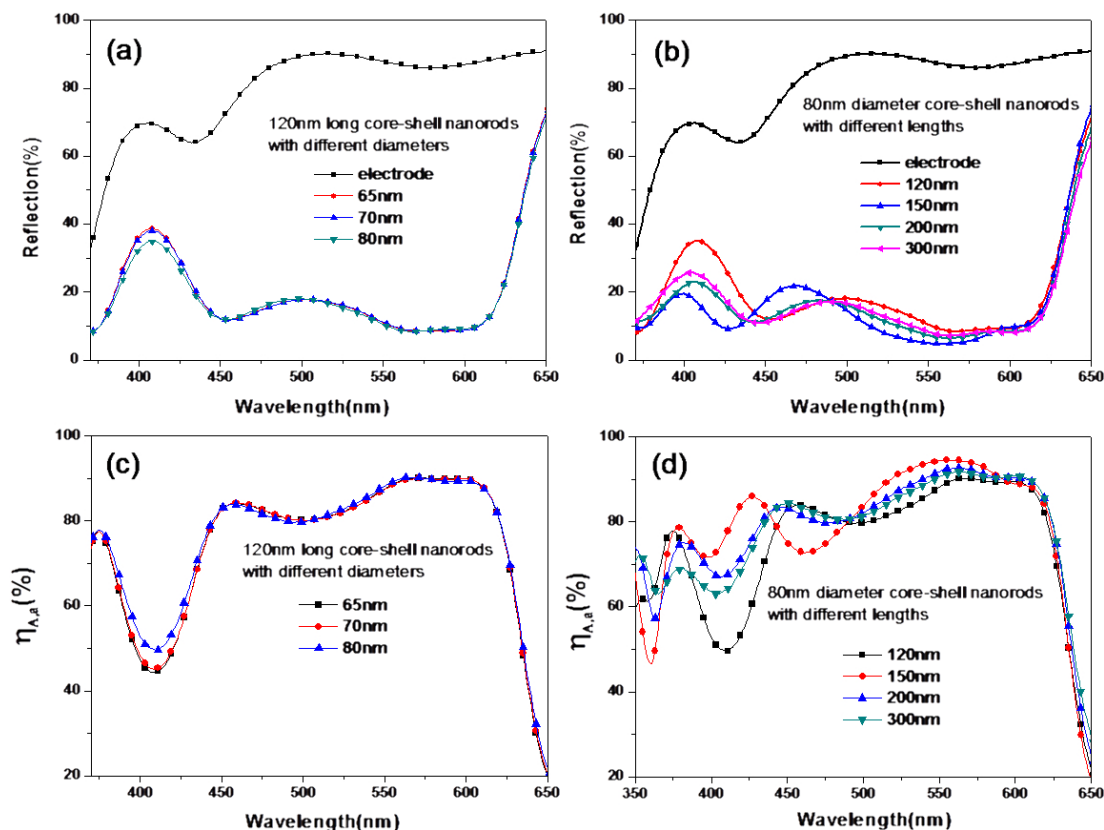 (a)
100
80
60
40
20
0
Reflection(%)
120nm long core-shell nanorods
with different diameters
electrode
65nm
70nm
80nm
400 450 500 550 600 650
Wavelength(nm)
(b)
100
80
60
40
20
0
Reflection(%)
80nm diameter core-shell nanorods
with different lengths
electrode
120nm
150nm
200nm
300nm
400 450 500 550 600 650
Wavelength(nm)
(c)
100
80
60
40
20
ηA,a(%)
120nm long core-shell nanorods
with different diameters
65nm
70nm
80nm
400 450 500 550 600 650
Wavelength(nm)
(d)
100
80
60
40
20
ηA,a(%)
80nm diameter core-shell nanorods
with different lengths
120nm
150nm
200nm
300nm
350 400 450 500 550 600 650
Wavelength(nm)